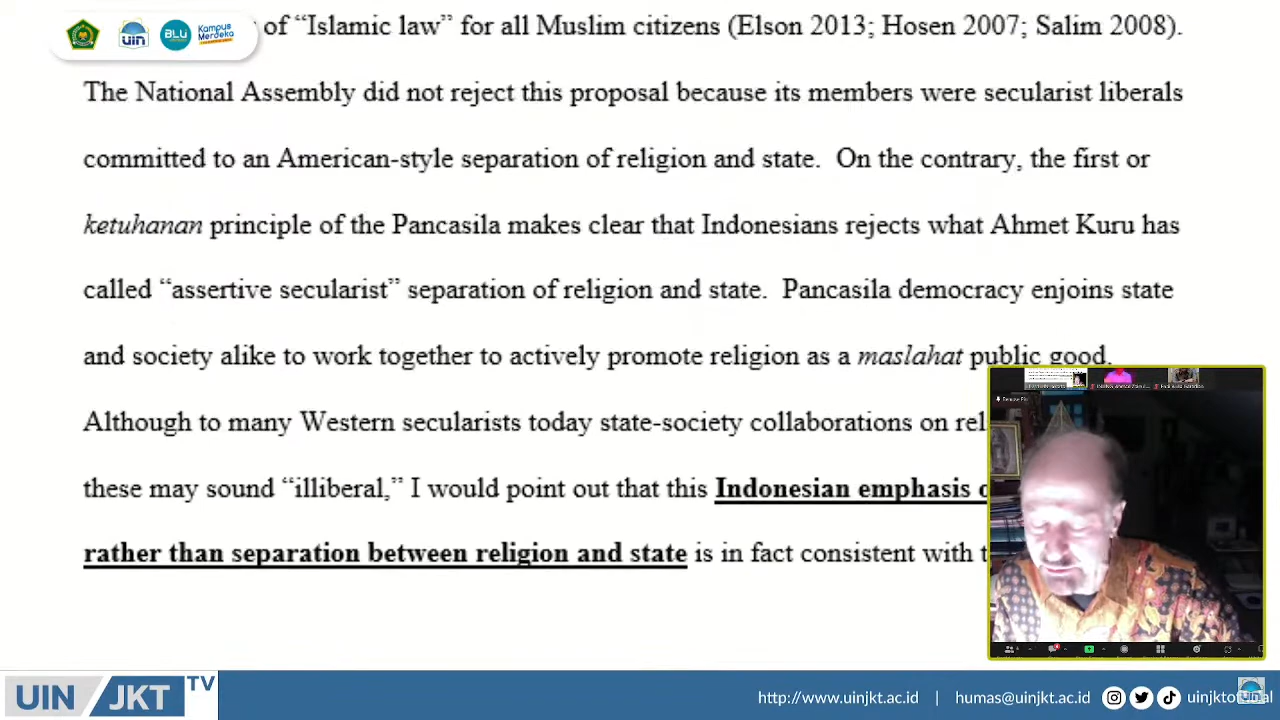 uin
BLU
Kampus
Merdeka
of “Islamic law” for all Muslim citizens (Elson 2013; Hosen 2007; Salim 2008).
The National Assembly did not reject this proposal because its members were secularist liberals
committed to an American-style separation of religion and state. On the contrary, the first or
ketuhanan principle of the Pancasila makes clear that Indonesians rejects what Ahmet Kuru has
called “assertive secularist” separation of religion and state. Pancasila democracy enjoins state
and society alike to work together to actively promote religion as a maslahat public good.
Although to many Western secularists today state-society collaborations on rel
these may sound “illiberal,” I would point out that this Indonesian emphasis
rather than separation between religion and state is in fact consistent with t
UIN JKT TV
http://www.uinjkt.ac.id | humas@uinjkt.ac.id